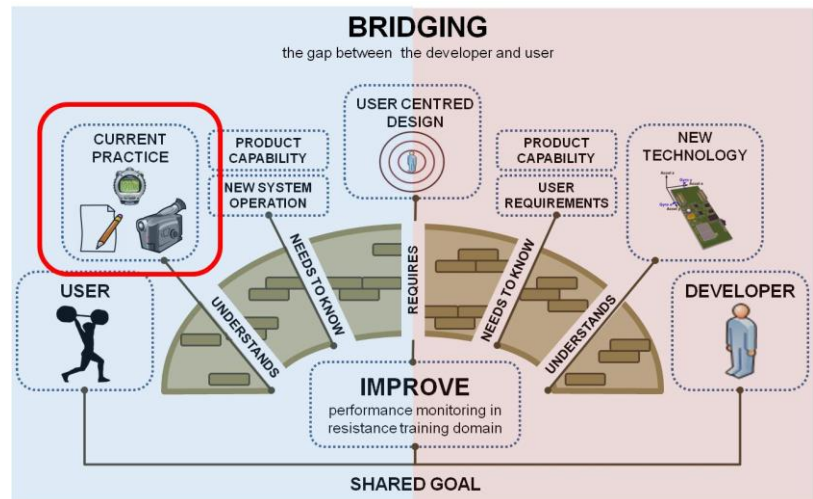 BRIDGING
the gap between the developer and user
CURRENT
PRACTICE
PRODUCT
CAPABILITY
NEW SYSTEM
OPERATION
USER CENTRED
DESIGN
PRODUCT
CAPABILITY
USER
REQUIREMENTS
NEW
TECHNOLOGY
USER
UNDERSTANDS
NEEDS TO KNOW
REQUIRES
NEEDS TO KNOW
UNDERSTANDS
DEVELOPER
IMPROVE
performance monitoring in
resistance training domain
SHARED GOAL